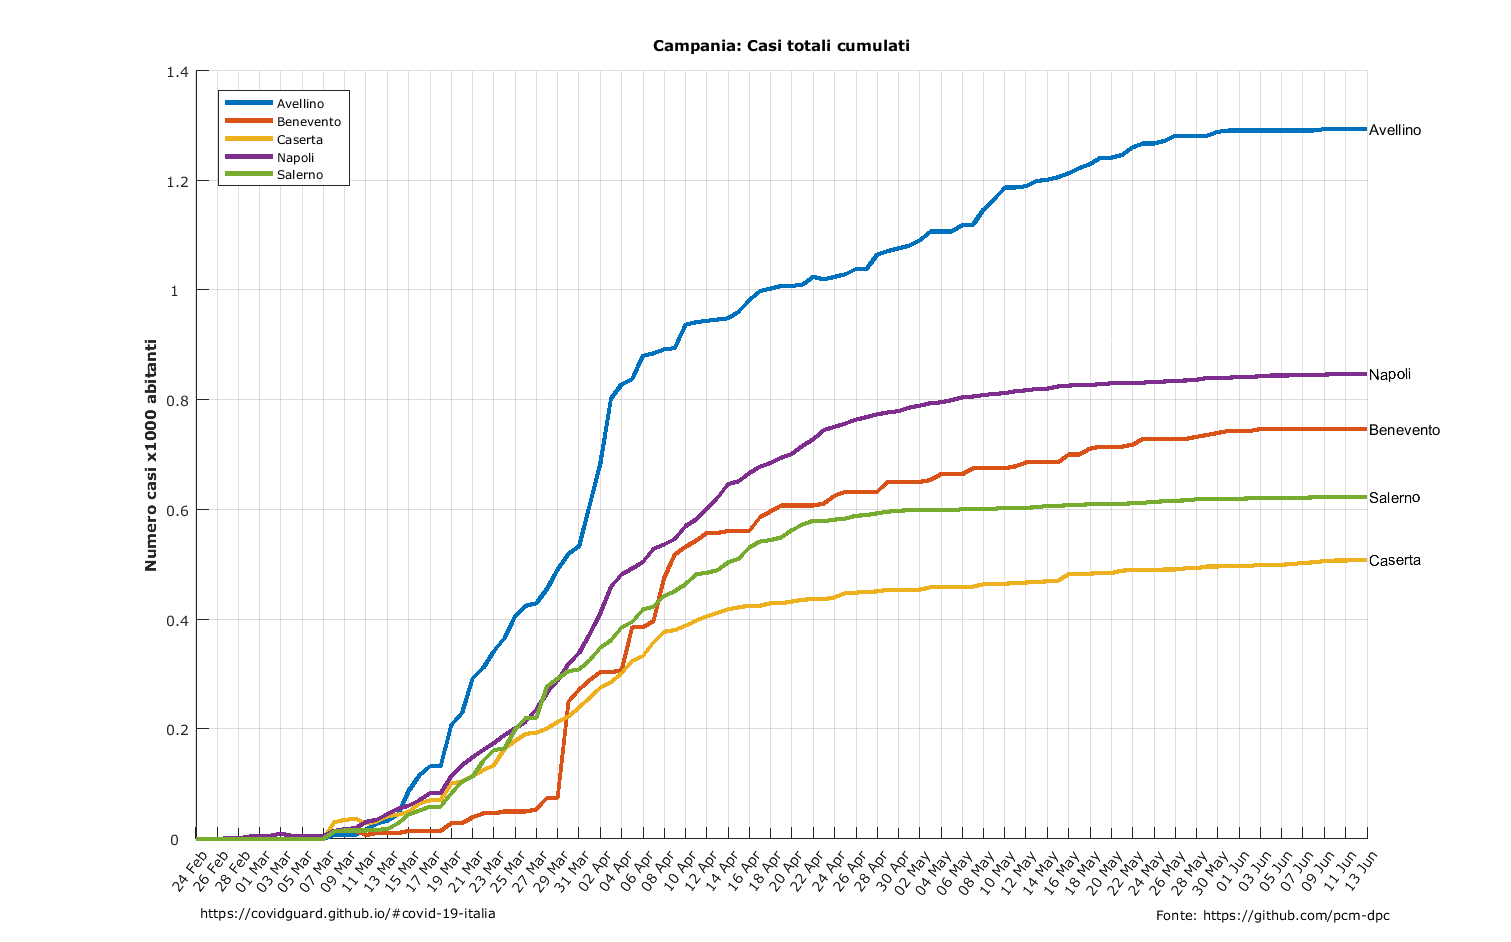 Campania: Casi totali cumulati
Numero casi x1000 abitanti
1.4
1.2
1
0.8
0.6
0.4
0.2
0
Avellino
Benevento
Caserta
Napoli
Salerno
Avellino
Napoli
Benevento
Salerno
Caserta
24 Feb
26 Feb
28 Feb
01 Mar
03 Mar
05 Mar
07 Mar
09 Mar
11 Mar
13 Mar
15 Mar
17 Mar
19 Mar
21 Mar
23 Mar
25 Mar
27 Mar
29 Mar
31 Mar
02 Apr
04 Apr
06 Apr
08 Apr
10 Apr
12 Apr
14 Apr
16 Apr
18 Apr
20 Apr
22 Apr
24 Apr
26 Apr
28 Apr
30 Apr
02 May
04 May
06 May
08 May
10 May
12 May
14 May
16 May
18 May
20 May
22 May
24 May
26 May
28 May
30 May
01 Jun
03 Jun
05 Jun
07 Jun
09 Jun
11 Jun
13 Jun
https://covidguard.github.io/#covid-19-italia
Fonte: https://github.com/pcm-dpc